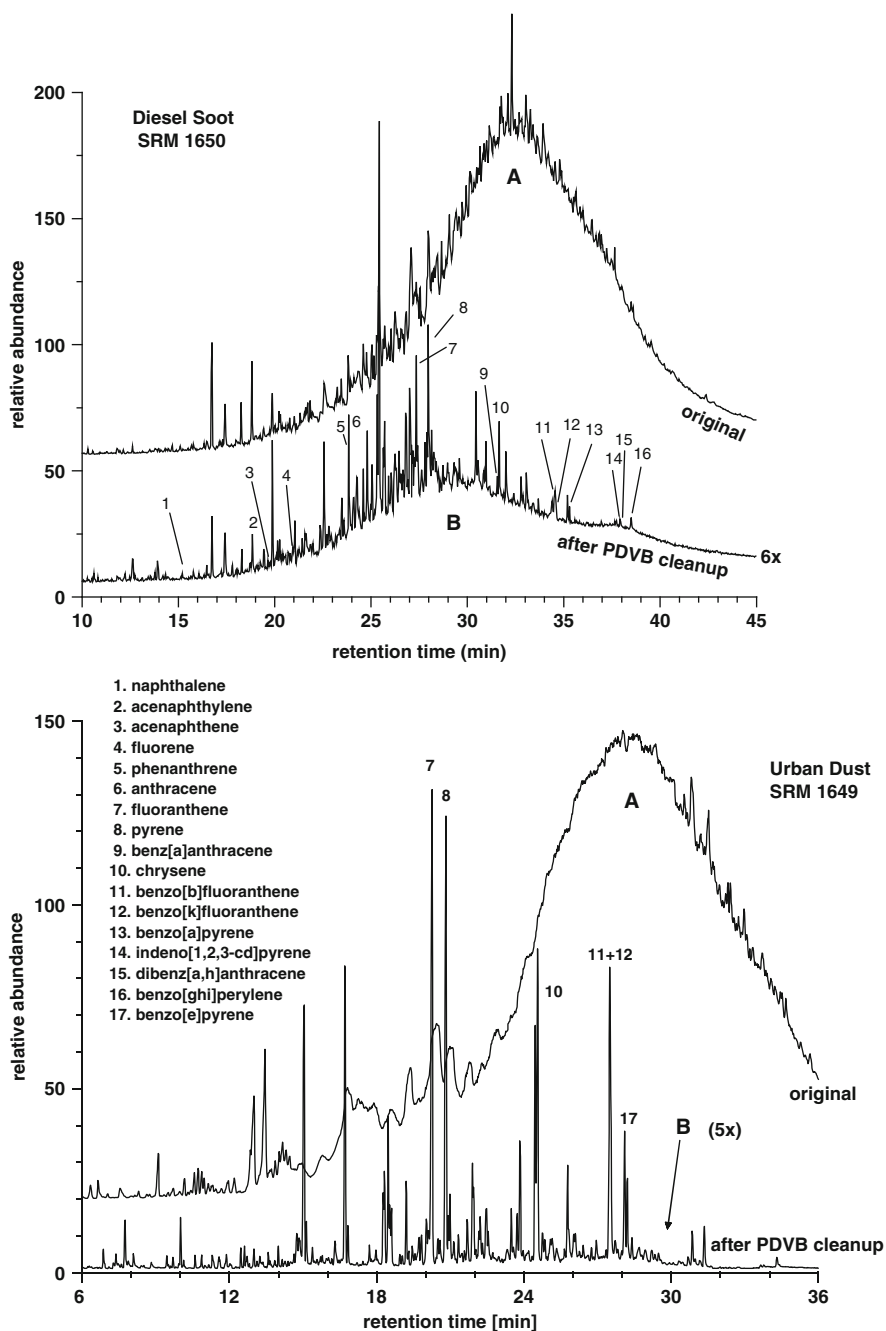 200
150
100
50
0
relative abundance
Diesel Soot
SRM 1650
A
original
8
7
9
10
5
6
3
4
2
1
11
12
13
14
15
16
B
after PDVB cleanup
6x
10
15
20
25
30
35
40
45
retention time (min)
1. naphthalene
2. acenaphthylene
3. acenaphthene
4. fluorene
5. phenanthrene
6. anthracene
7. fluoranthene
8. pyrene
9. benz[a]anthracene
10. chrysene
11. benzo[b]fluoranthene
12. benzo[k]fluoranthene
13. benzo[a]pyrene
14. indeno[1,2,3-cd]pyrene
15. dibenz[a,h]anthracene
16. benzo[ghi]perylene
17. benzo[e]pyrene
150
100
50
0
relative abundance
Urban Dust
SRM 1649
7
8
A
11+12
10
original
17
B (5x)
after PDVB cleanup
6
12
18
24
30
36
retention time [min]